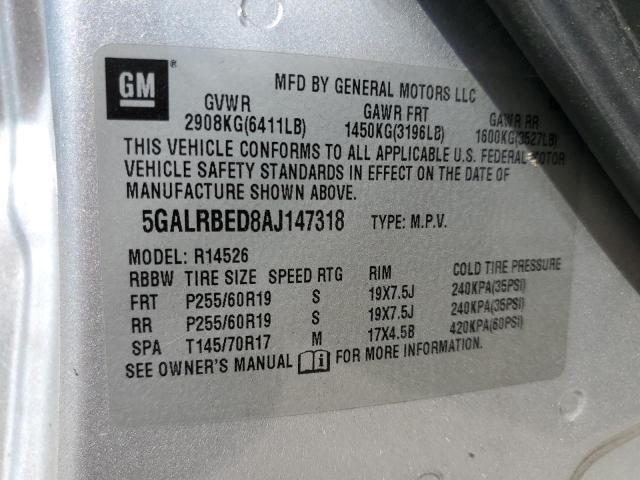 GM ®
MFD BY GENERAL MOTORS LLC
GVWR GAWR FRT GAWR RR
2908KG(6411LB) 1450KG(3196LB) 1600KG(3527LB)
THIS VEHICLE CONFORMS TO ALL APPLICABLE U.S. FEDERAL MOTOR
VEHICLE SAFETY STANDARDS IN EFFECT ON THE DATE OF
MANUFACTURE SHOWN ABOVE.
5GALRBED8AJ147318 TYPE: M.P.V.
MODEL: R14526
RBBW TIRE SIZE SPEED RTG RIM COLD TIRE PRESSURE
FRT P255/60R19 S 19X7.5J 240KPA(35PSI)
RR P255/60R19 S 19X7.5J 240KPA(35PSI)
SPA T145/70R17 M 17X4.5B 420KPA(60PSI)
SEE OWNER'S MANUAL FOR MORE INFORMATION.